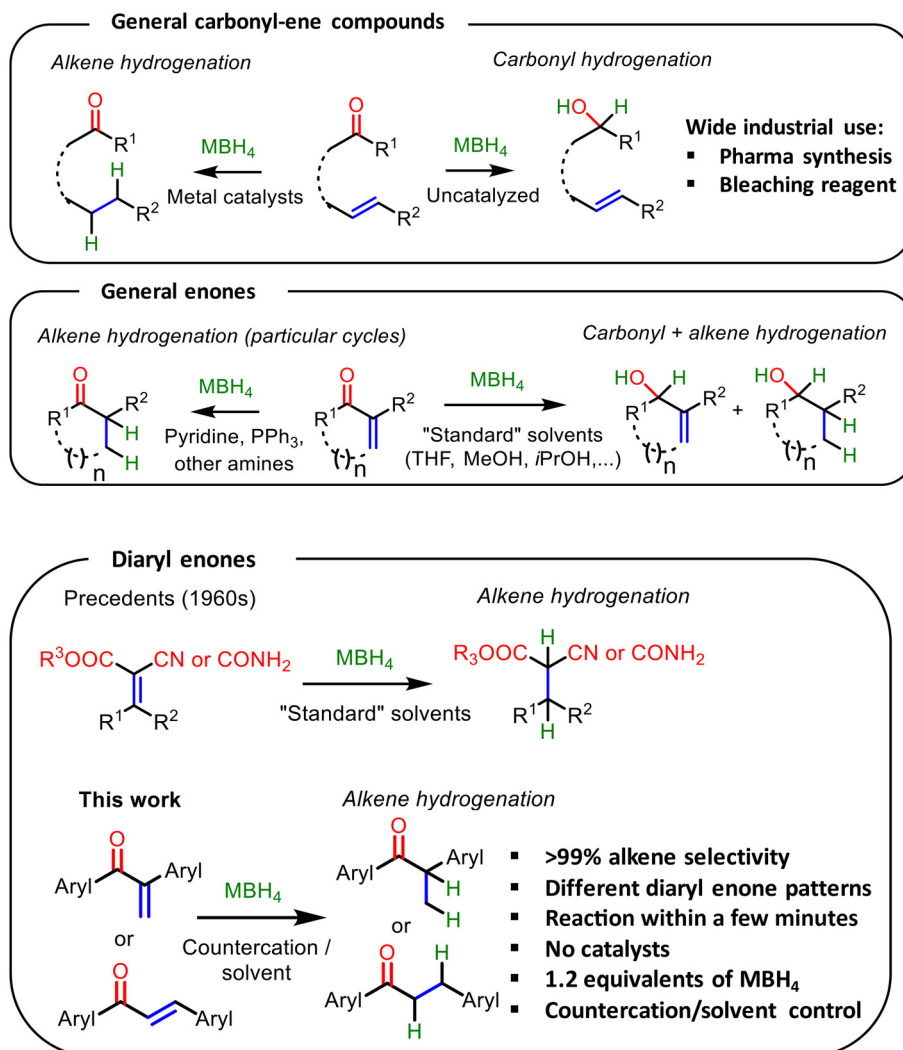 General carbonyl-ene compounds
Alkene hydrogenation
Carbonyl hydrogenation
O
R¹
H
R²
H
MBH₄
Metal catalysts
O
R¹
R²
MBH₄
Uncatalyzed
HO H
R¹
R²
Wide industrial use:
▪ Pharma synthesis
▪ Bleaching reagent
General enones
Alkene hydrogenation (particular cycles)
Carbonyl + alkene hydrogenation
O
R² 
R¹
H
H
( )n
MBH₄
Pyridine, PPh₃,
other amines
O
R²
R¹
( )n
MBH₄
"Standard" solvents
(THF, MeOH, iPrOH,...)
HO H
R¹ R²
( )n
+
HO H
R¹ R²
H
H
( )n
Diaryl enones
Precedents (1960s)
Alkene hydrogenation
R³OOC CN or CONH₂
R¹ R²
MBH₄
"Standard" solvents
H
R₃OOC CN or CONH₂
R¹ R²
H
This work
Alkene hydrogenation
O
Aryl Aryl
or
O
Aryl Aryl
MBH₄
Countercation /
solvent
O
Aryl Aryl
H
H
or
O H
Aryl Aryl
H
▪ >99% alkene selectivity
▪ Different diaryl enone patterns
▪ Reaction within a few minutes
▪ No catalysts
▪ 1.2 equivalents of MBH₄
▪ Countercation/solvent control